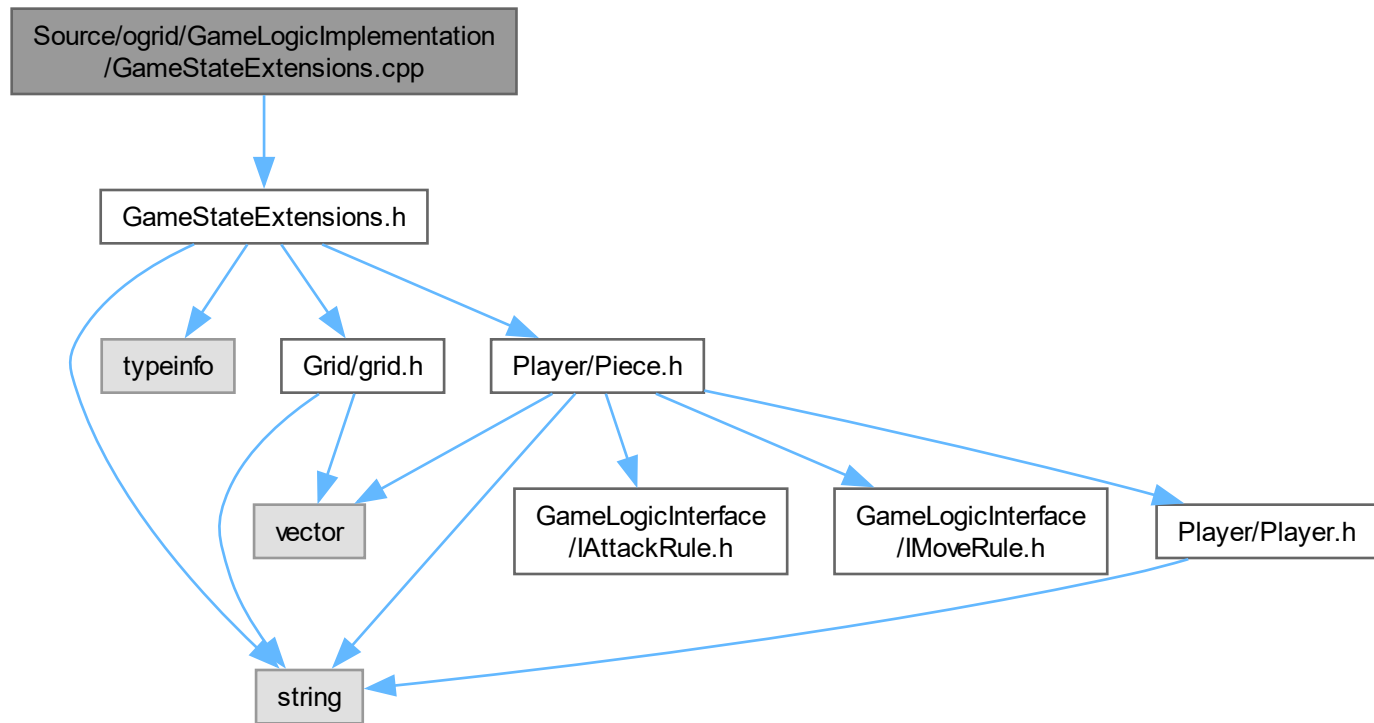 Source/ogrid/GameLogicImplementation
/GameStateExtensions.cpp
GameStateExtensions.h
typeinfo
Grid/grid.h
Player/Piece.h
vector
GameLogicInterface
/IAttackRule.h
GameLogicInterface
/IMoveRule.h
Player/Player.h
string